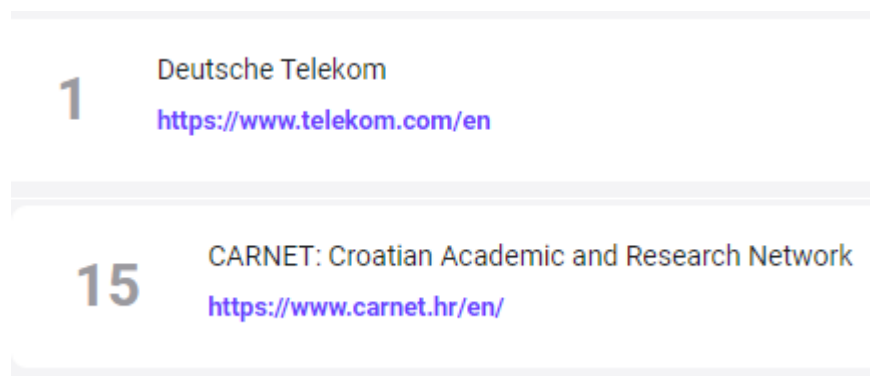 1
Deutsche Telekom
https://www.telekom.com/en
15
CARNET: Croatian Academic and Research Network
https://www.carnet.hr/en/